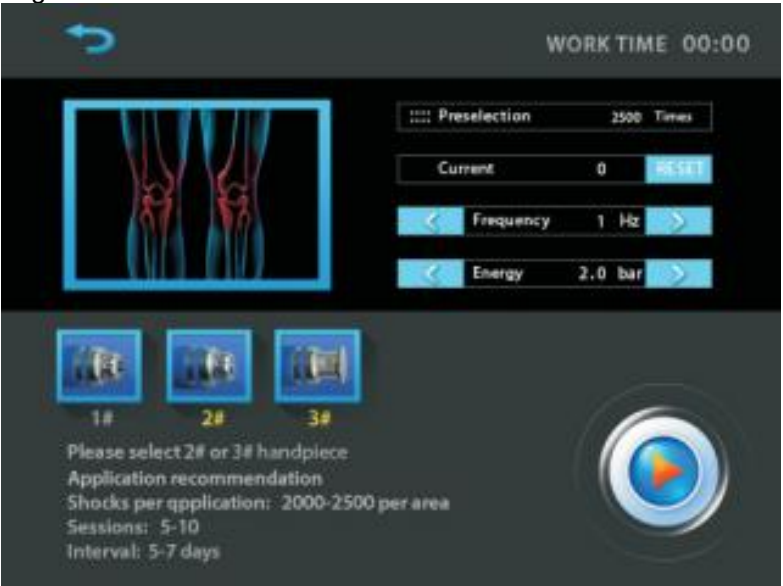 WORK TIME 00:00
Preselection 2500 Times
Current 0 RESET
Frequency 1 Hz
Energy 2.0 bar
1# 2# 3#
Please select 2# or 3# handpiece
Application recommendation
Shocks per qpplication: 2000-2500 per area
Sessions: 5-10
Interval: 5-7 days